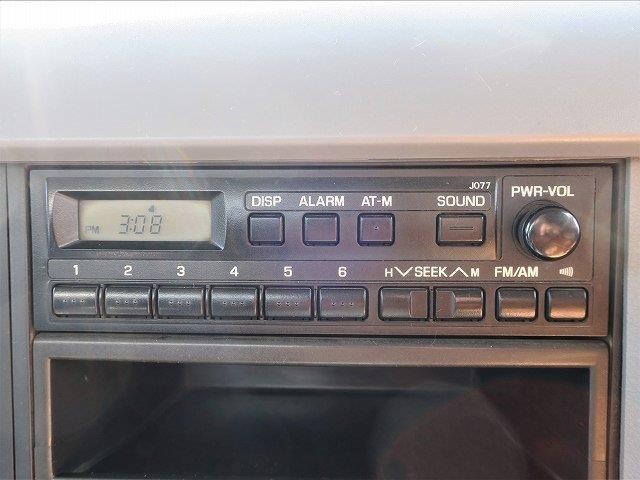 J077
DISP ALARM AT-M SOUND PWR-VOL
PM 3:08
1 2 3 4 5 6 H SEEK M FM/AM